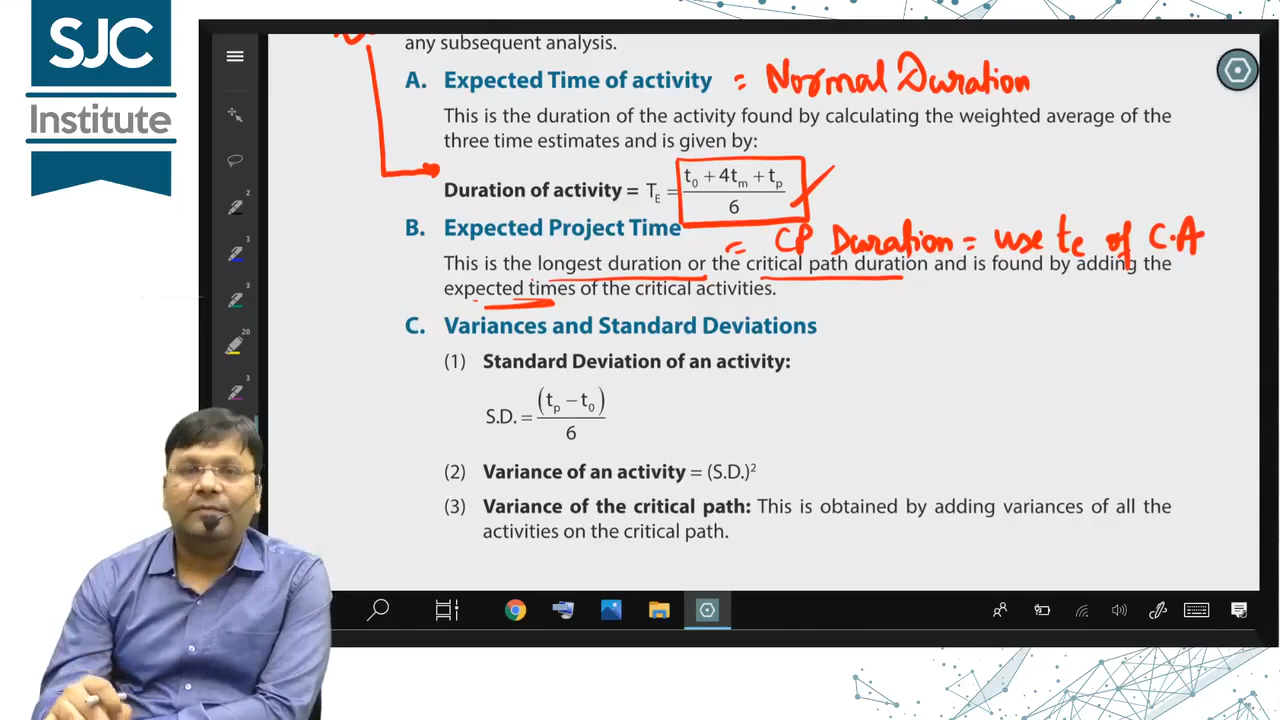 SJC
Institute
any subsequent analysis.
A. Expected Time of activity = Normal Duration
This is the duration of the activity found by calculating the weighted average of the
three time estimates and is given by:
Duration of activity = T_E = (t_0 + 4t_m + t_p) / 6
B. Expected Project Time
= CP Duration = use te of C.A
This is the longest duration or the critical path duration and is found by adding the
expected times of the critical activities.
C. Variances and Standard Deviations
(1) Standard Deviation of an activity:
S.D. = (t_p − t_0) / 6
(2) Variance of an activity = (S.D.)²
(3) Variance of the critical path: This is obtained by adding variances of all the
activities on the critical path.
2
3
3
20
3